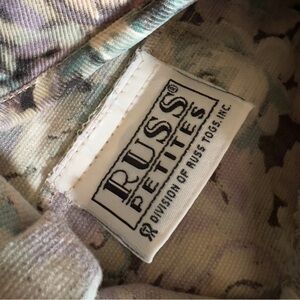 RUSS®
PETITES
DIVISION OF RUSS TOGS, INC.